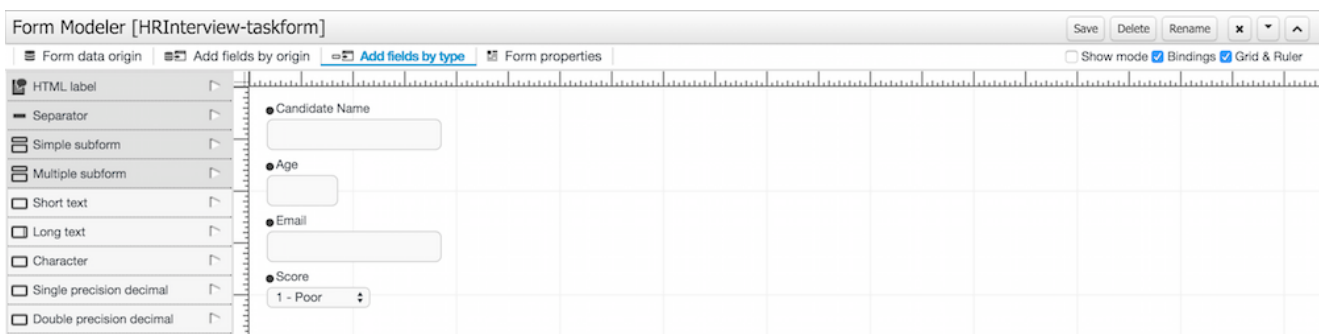 Form Modeler [HRInterview-taskform]
Save Delete Rename
Form data origin Add fields by origin Add fields by type Form properties
Show mode Bindings Grid & Ruler
HTML label
Separator
Simple subform
Multiple subform
Short text
Long text
Character
Single precision decimal
Double precision decimal
Candidate Name
Age
Email
Score
1 - Poor